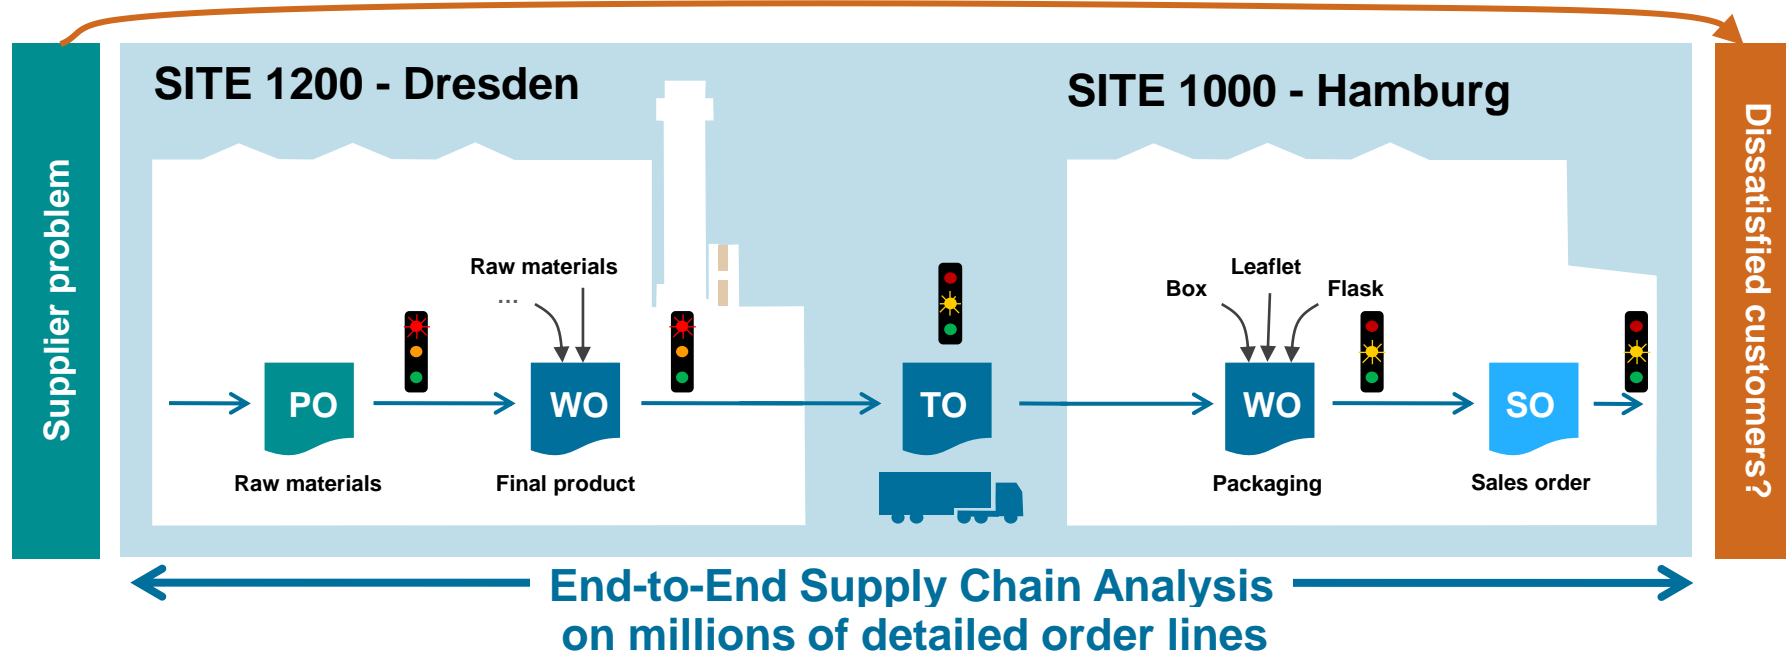 Supplier problem
SITE 1200 - Dresden
SITE 1000 - Hamburg
Dissatisfied customers?
Raw materials
...
Leaflet
Box
Flask
PO
WO
TO
WO
SO
Raw materials
Final product
Packaging
Sales order
End-to-End Supply Chain Analysis
on millions of detailed order lines